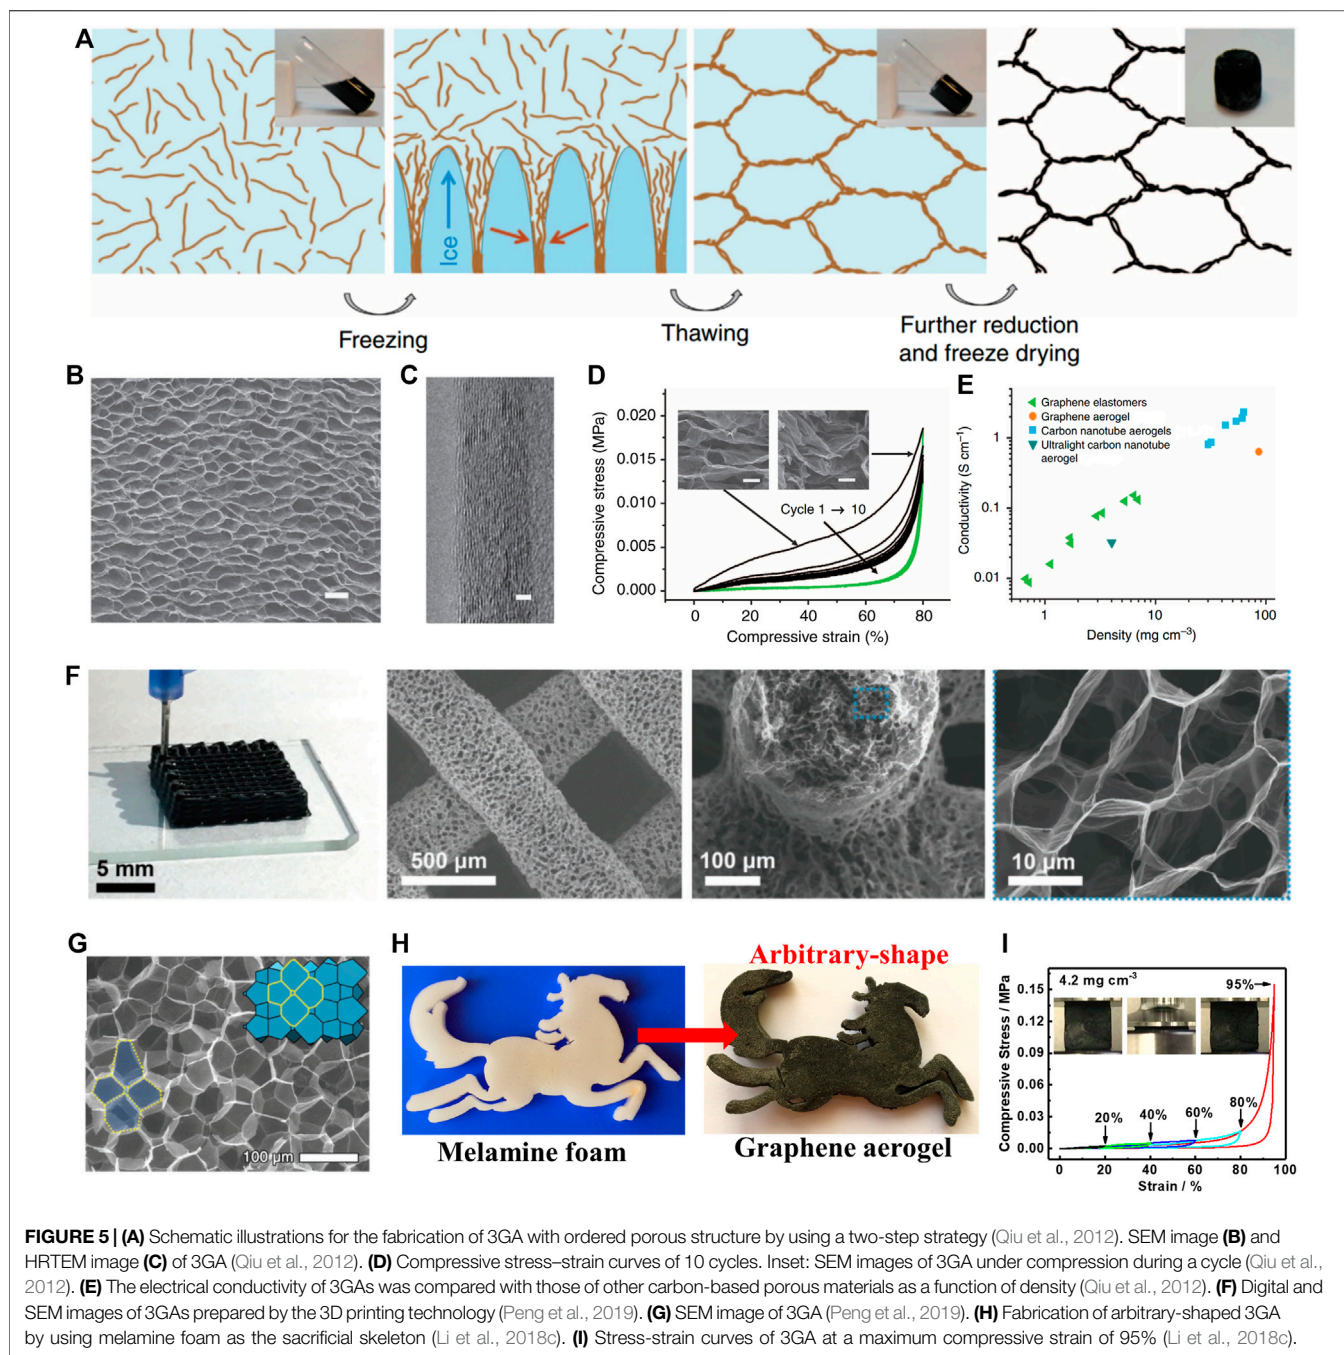 A
Ice
Freezing
Thawing
Further reduction
and freeze drying
B
C
D
Compressive stress (MPa)
0.020
0.015
0.010
0.005
0.000
Cycle 1 → 10
0
20
40
60
80
Compressive strain (%)
E
Conductivity (S cm⁻¹)
1
0.1
0.01
Graphene elastomers
Graphene aerogel
Carbon nanotube aerogels
Ultralight carbon nanotube
aerogel
1
10
100
Density (mg cm⁻³)
F
5 mm
500 µm
100 µm
10 µm
G
100 µm
H
Melamine foam
Arbitrary-shape
Graphene aerogel
I
Compressive Stress / MPa
0.15
0.12
0.09
0.06
0.03
0.00
4.2 mg cm⁻³
95%
20%
40%
60%
80%
0
20
40
60
80
100
Strain / %
FIGURE 5 | (A) Schematic illustrations for the fabrication of 3GA with ordered porous structure by using a two-step strategy (Qiu et al., 2012). SEM image (B) and
HRTEM image (C) of 3GA (Qiu et al., 2012). (D) Compressive stress–strain curves of 10 cycles. Inset: SEM images of 3GA under compression during a cycle (Qiu et al.,
2012). (E) The electrical conductivity of 3GAs was compared with those of other carbon-based porous materials as a function of density (Qiu et al., 2012). (F) Digital and
SEM images of 3GAs prepared by the 3D printing technology (Peng et al., 2019). (G) SEM image of 3GA (Peng et al., 2019). (H) Fabrication of arbitrary-shaped 3GA
by using melamine foam as the sacrificial skeleton (Li et al., 2018c). (I) Stress-strain curves of 3GA at a maximum compressive strain of 95% (Li et al., 2018c).